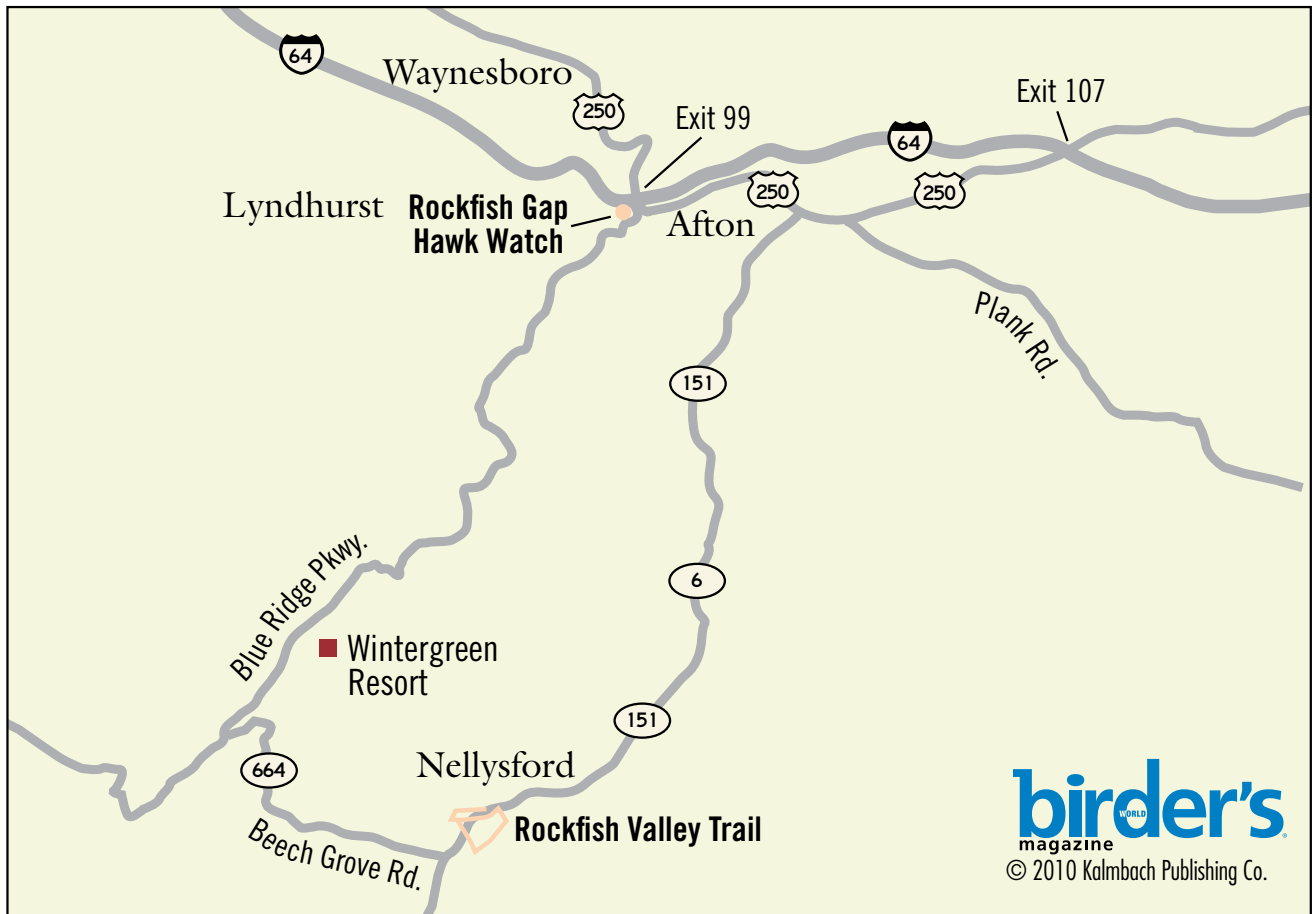 64
Waynesboro
250
Exit 99
64
Exit 107
250
250
Lyndhurst
Rockfish Gap
Hawk Watch
Afton
Plank Rd.
151
6
Blue Ridge Pkwy.
Wintergreen
Resort
151
664
Nellysford
Beech Grove Rd.
Rockfish Valley Trail
birder's
WORLD
magazine
© 2010 Kalmbach Publishing Co.